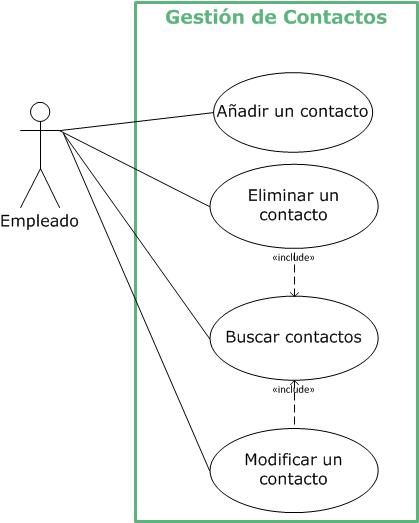 Gestión de Contactos
Añadir un contacto
Eliminar un
contacto
Empleado
«include»
Buscar contactos
«include»
Modificar un
contacto